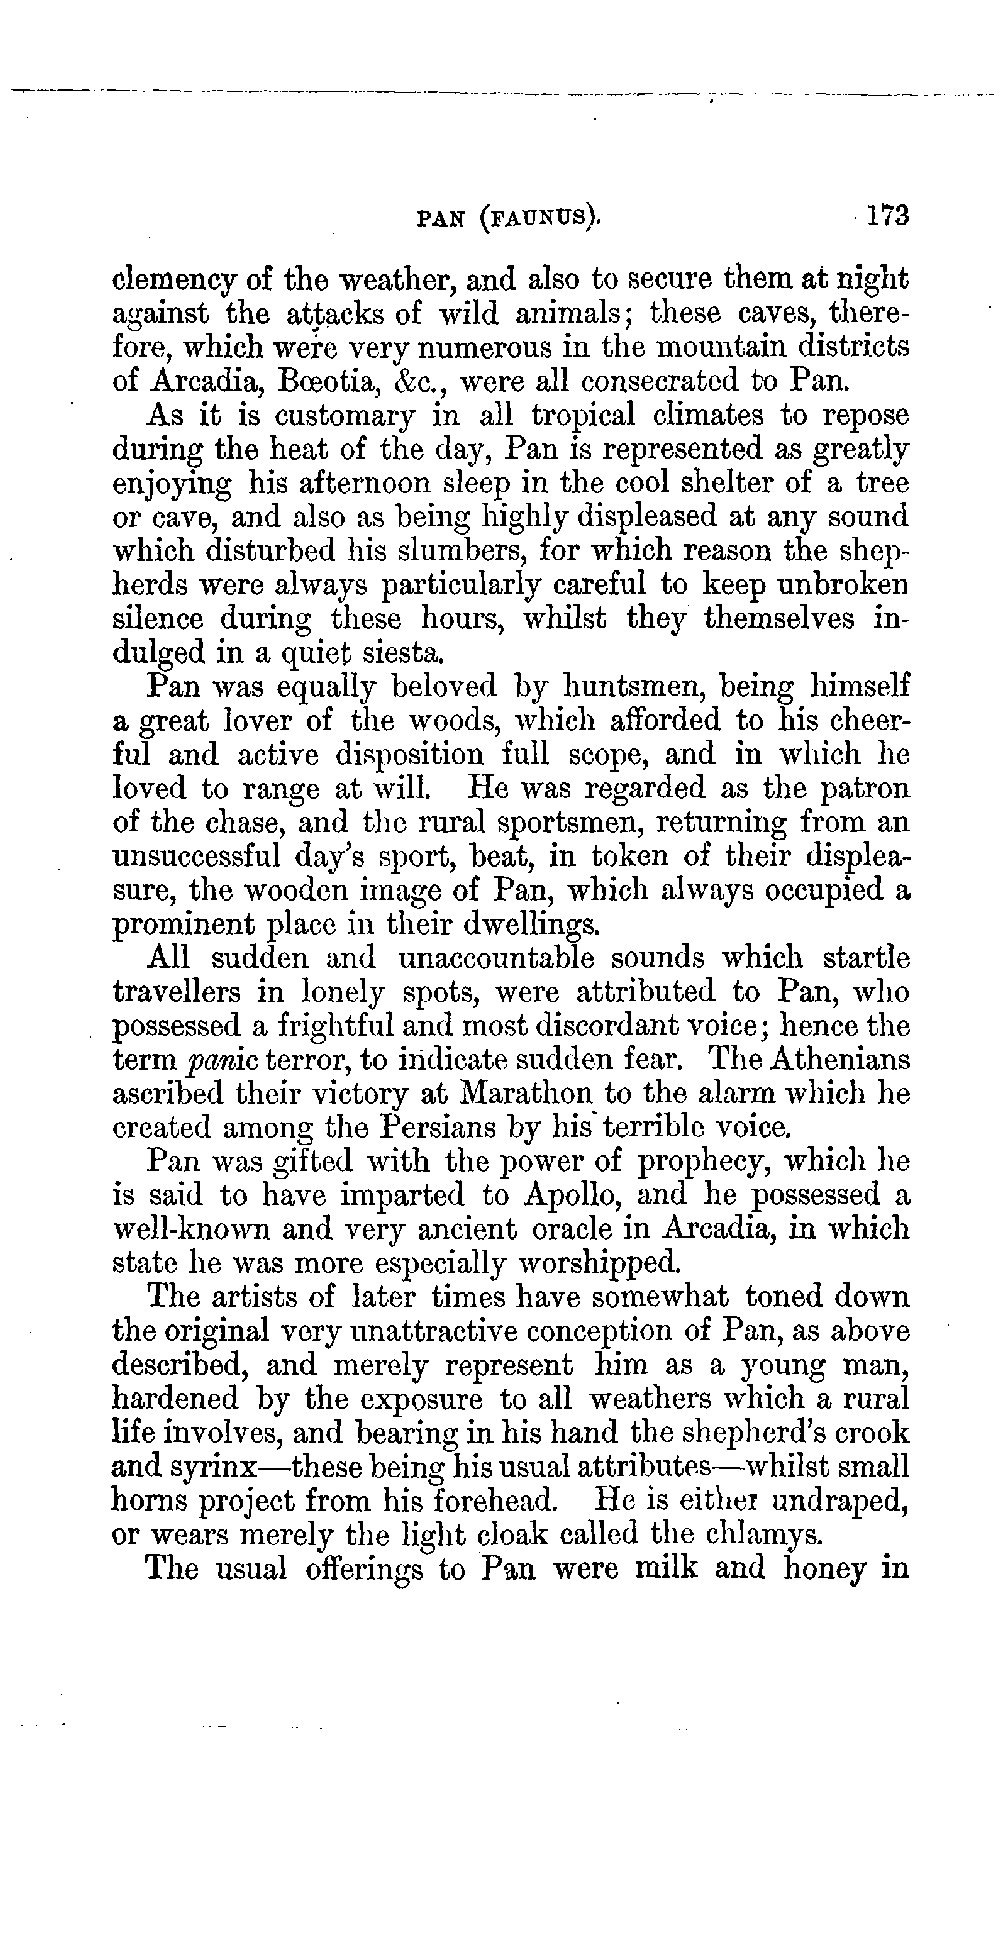 PAN (FAUNUS). 173
clemency of the weather, and also to secure them at night
against the attacks of wild animals; these caves, there-
fore, which were very numerous in the mountain districts
of Arcadia, Bœotia, &c., were all consecrated to Pan.
As it is customary in all tropical climates to repose
during the heat of the day, Pan is represented as greatly
enjoying his afternoon sleep in the cool shelter of a tree
or cave, and also as being highly displeased at any sound
which disturbed his slumbers, for which reason the shep-
herds were always particularly careful to keep unbroken
silence during these hours, whilst they themselves in-
dulged in a quiet siesta.
Pan was equally beloved by huntsmen, being himself
a great lover of the woods, which afforded to his cheer-
ful and active disposition full scope, and in which he
loved to range at will. He was regarded as the patron
of the chase, and the rural sportsmen, returning from an
unsuccessful day's sport, beat, in token of their displea-
sure, the wooden image of Pan, which always occupied a
prominent place in their dwellings.
All sudden and unaccountable sounds which startle
travellers in lonely spots, were attributed to Pan, who
possessed a frightful and most discordant voice; hence the
term panic terror, to indicate sudden fear. The Athenians
ascribed their victory at Marathon to the alarm which he
created among the Persians by his terrible voice.
Pan was gifted with the power of prophecy, which he
is said to have imparted to Apollo, and he possessed a
well-known and very ancient oracle in Arcadia, in which
state he was more especially worshipped.
The artists of later times have somewhat toned down
the original very unattractive conception of Pan, as above
described, and merely represent him as a young man,
hardened by the exposure to all weathers which a rural
life involves, and bearing in his hand the shepherd's crook
and syrinx—these being his usual attributes—whilst small
horns project from his forehead. He is either undraped,
or wears merely the light cloak called the chlamys.
The usual offerings to Pan were milk and honey in